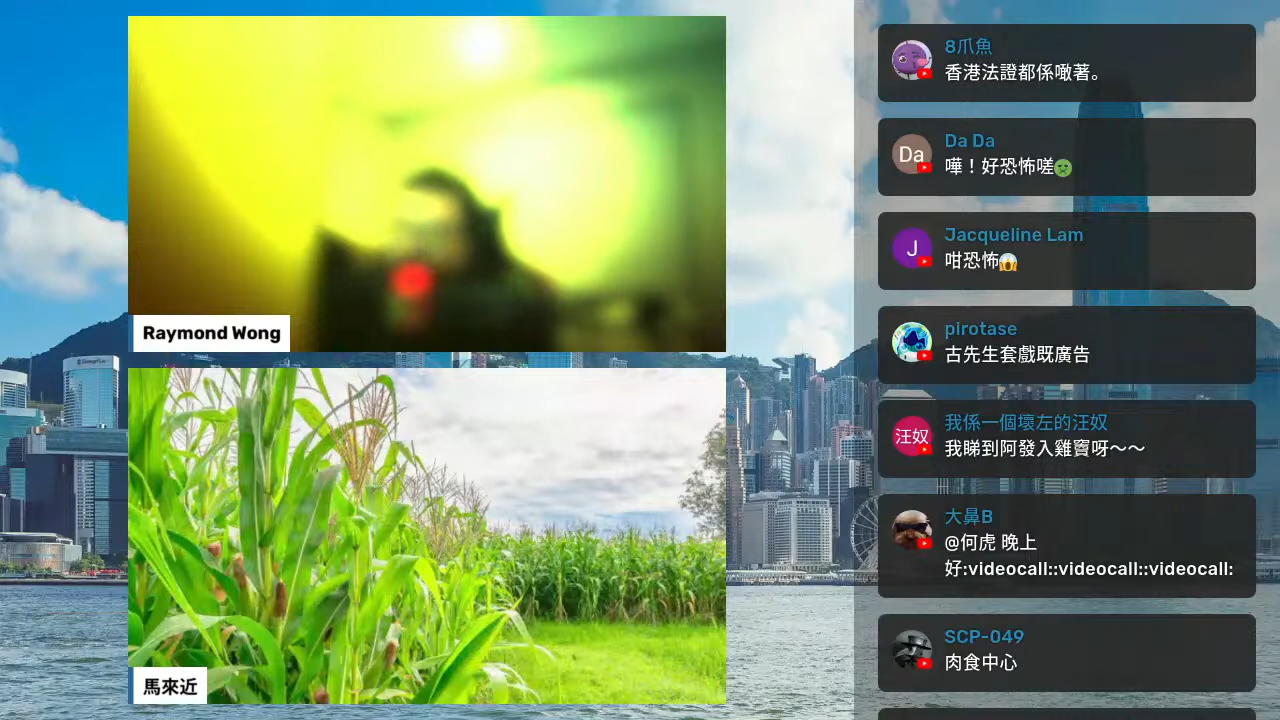 Raymond Wong
馬來近
8爪魚
香港法證都係噉著。
Da
Da Da
嘩！好恐怖嗟🤢
J
Jacqueline Lam
咁恐怖😱
pirotase
古先生套戲既廣告
汪奴
我係一個壞左的汪奴
我睇到阿發入雞竇呀～～
大鼻B
@何虎 晚上
好:videocall::videocall::videocall:
SCP-049
肉食中心